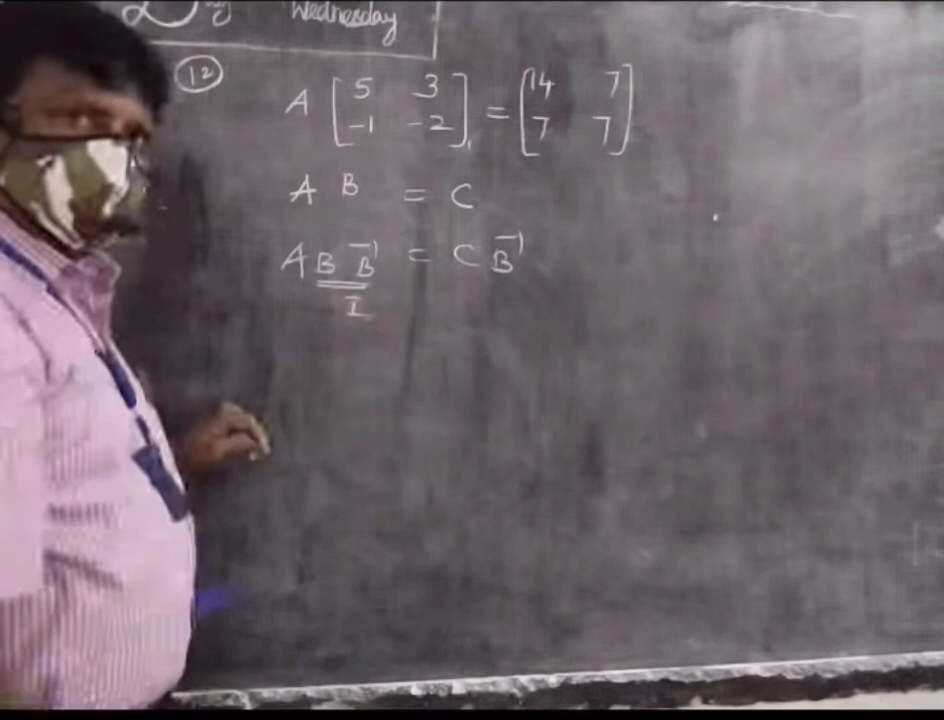 Wednesday
12
A [5 3 -1 -2] = [14 7 7 7]
A B = C
A B B⁻¹ = C B⁻¹
I